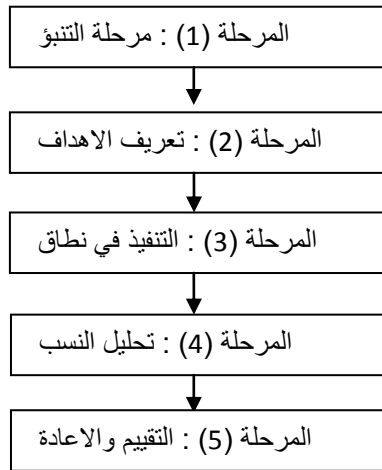 المرحلة (1) : مرحلة التنبؤ
المرحلة (2) : تعريف الاهداف
المرحلة (3) : التنفيذ في نطاق
المرحلة (4) : تحليل النسب
المرحلة (5) : التقييم والاعادة